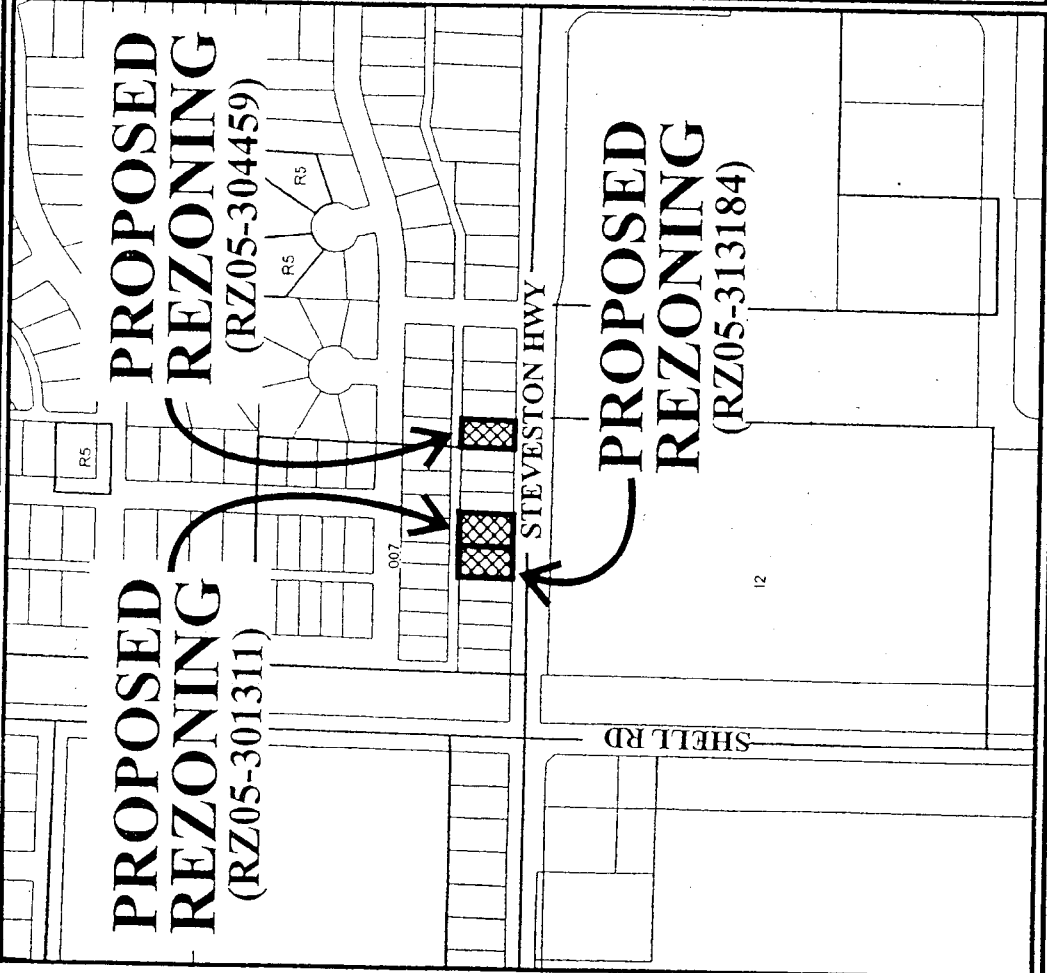 PROPOSED
REZONING
(RZ05-301311)
PROPOSED
REZONING
(RZ05-304459)
PROPOSED
REZONING
(RZ05-313184)
R5
R5
R5
007
STEVESTON HWY
SHELL RD
I2